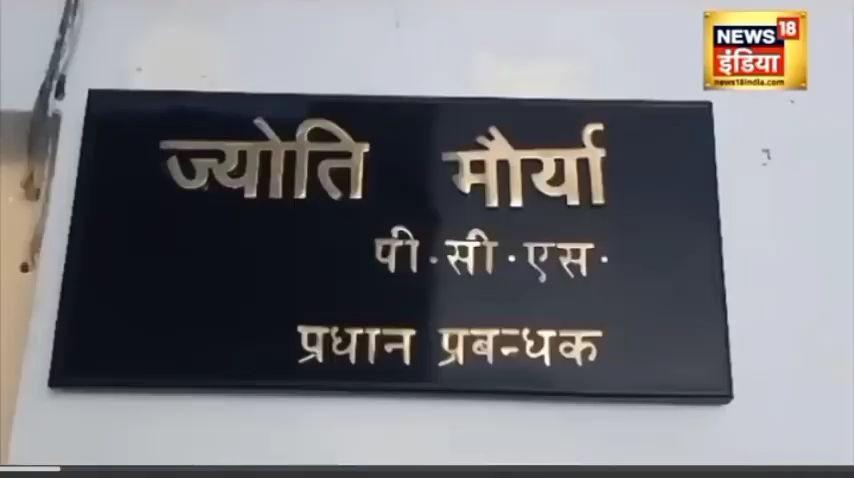 NEWS 18
इंडिया
news18india.com
ज्योति मौर्या
पी.सी.एस.
प्रधान प्रबन्धक